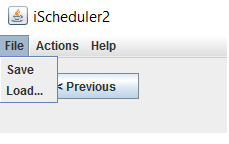 iScheduler2
File Actions Help
Save
Load...
< Previous